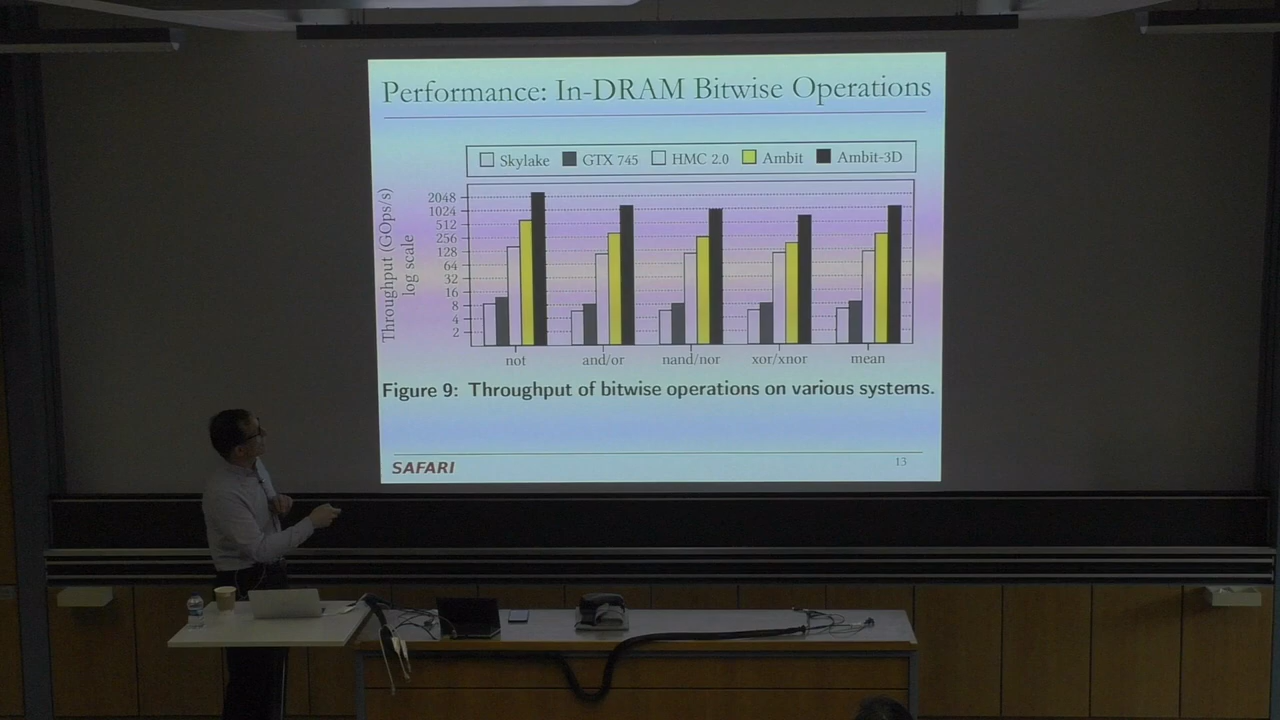 Performance: In-DRAM Bitwise Operations
Skylake GTX 745 HMC 2.0 Ambit Ambit-3D
Throughput (GOps/s)
log scale
2048
1024
512
256
128
64
32
16
8
4
2
not and/or nand/nor xor/xnor mean
Figure 9: Throughput of bitwise operations on various systems.
SAFARI
13